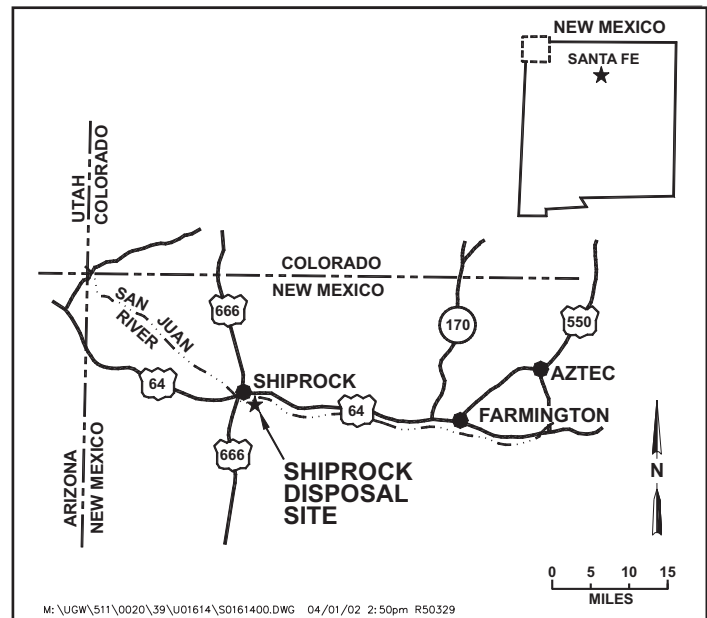 NEW MEXICO
SANTA FE
UTAH
COLORADO
COLORADO
NEW MEXICO
SAN JUAN
RIVER
666
170
550
64
SHIPROCK
AZTEC
64
FARMINGTON
666
SHIPROCK
DISPOSAL
SITE
ARIZONA
NEW MEXICO
N
0 5 10 15
MILES
M: \UGW\511\0020\39\U01614\S0161400.DWG 04/01/02 2:50pm R50329